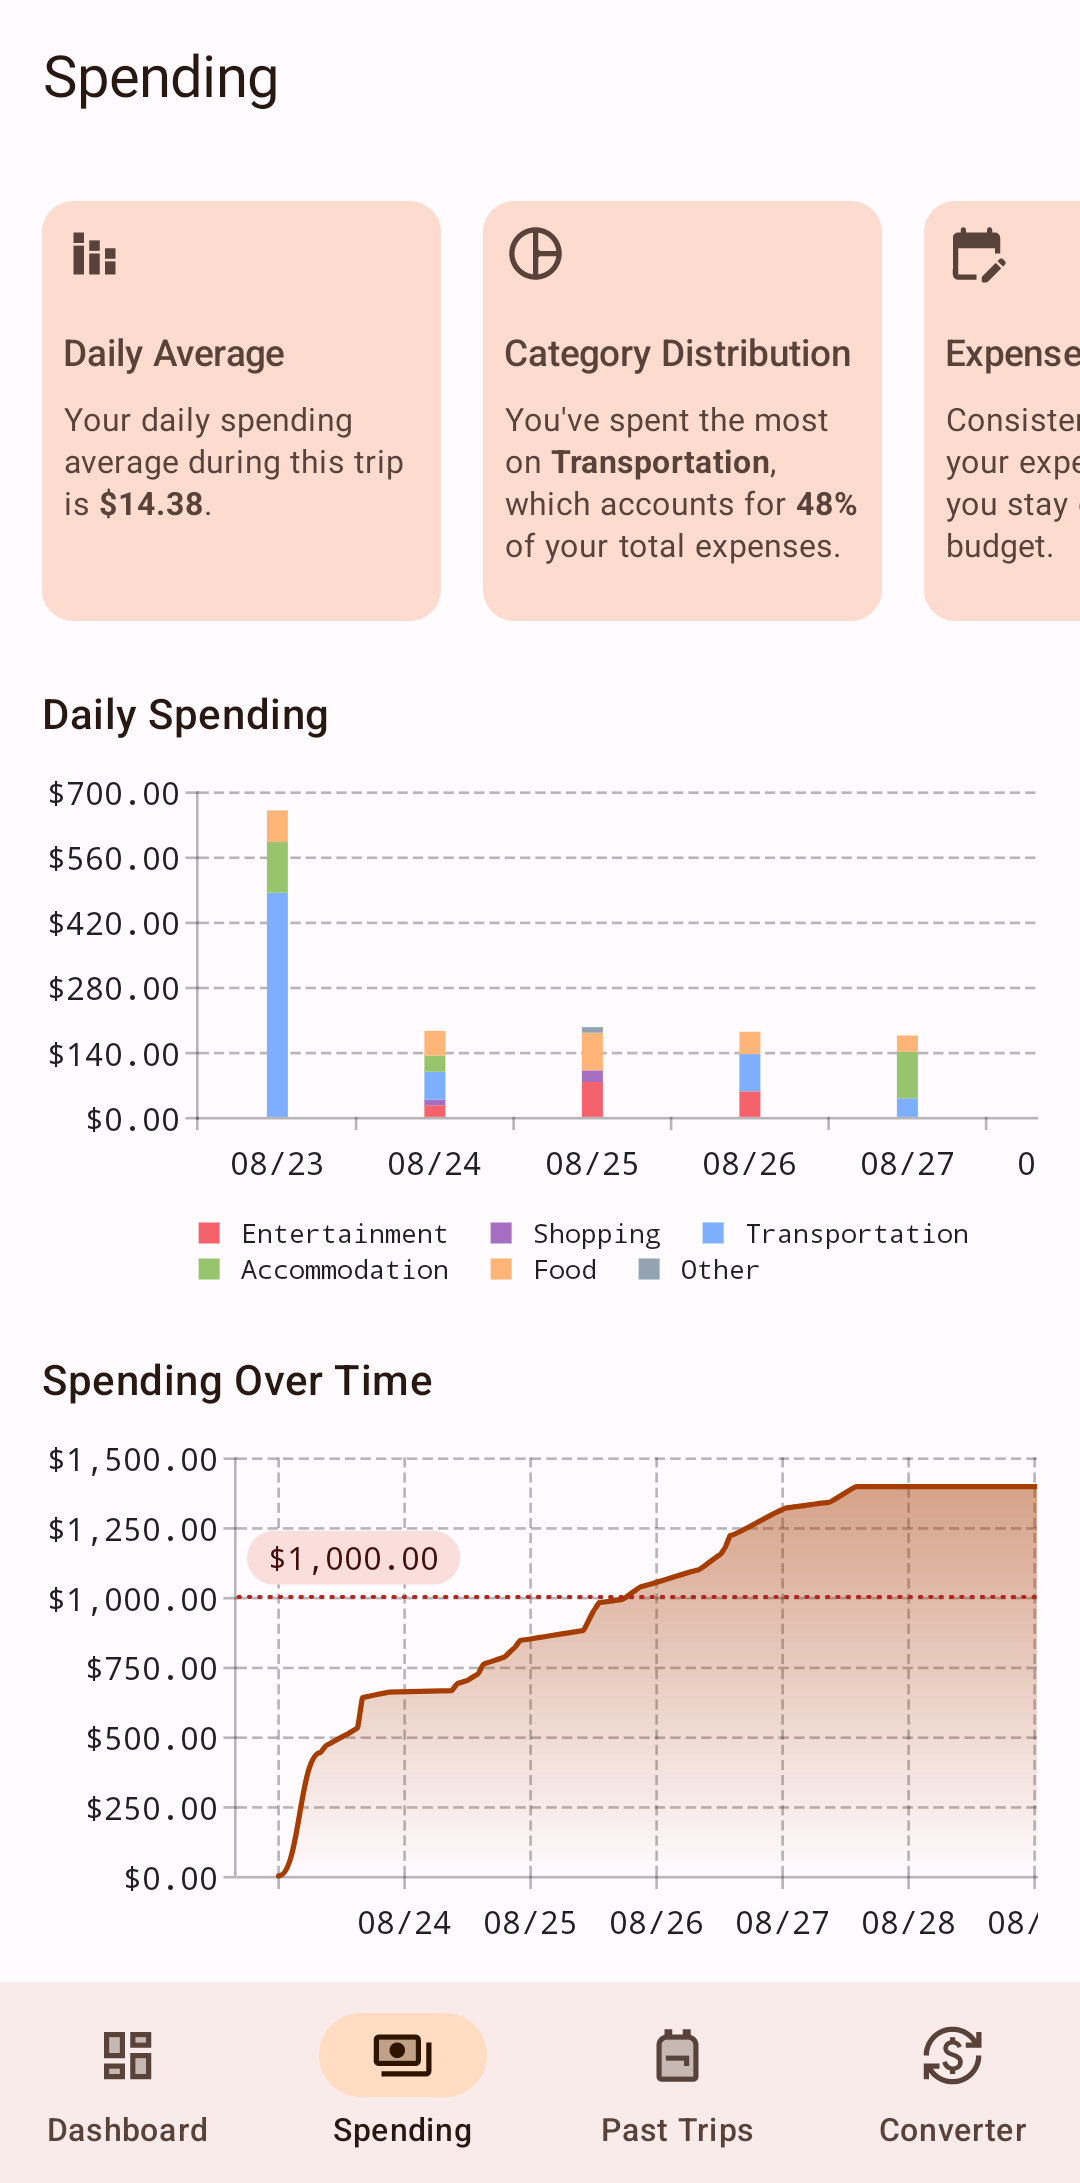 Spending
Daily Average
Your daily spending
average during this trip
is $14.38.
Category Distribution
You've spent the most
on Transportation,
which accounts for 48%
of your total expenses.
Expense
Consister
your expe
you stay
budget.
Daily Spending
$700.00
$560.00
$420.00
$280.00
$140.00
$0.00
08/23 08/24 08/25 08/26 08/27 0
Entertainment Shopping Transportation
Accommodation Food Other
Spending Over Time
$1,500.00
$1,250.00
$1,000.00
$1,000.00
$750.00
$500.00
$250.00
$0.00
08/24 08/25 08/26 08/27 08/28 08/
Dashboard Spending Past Trips Converter